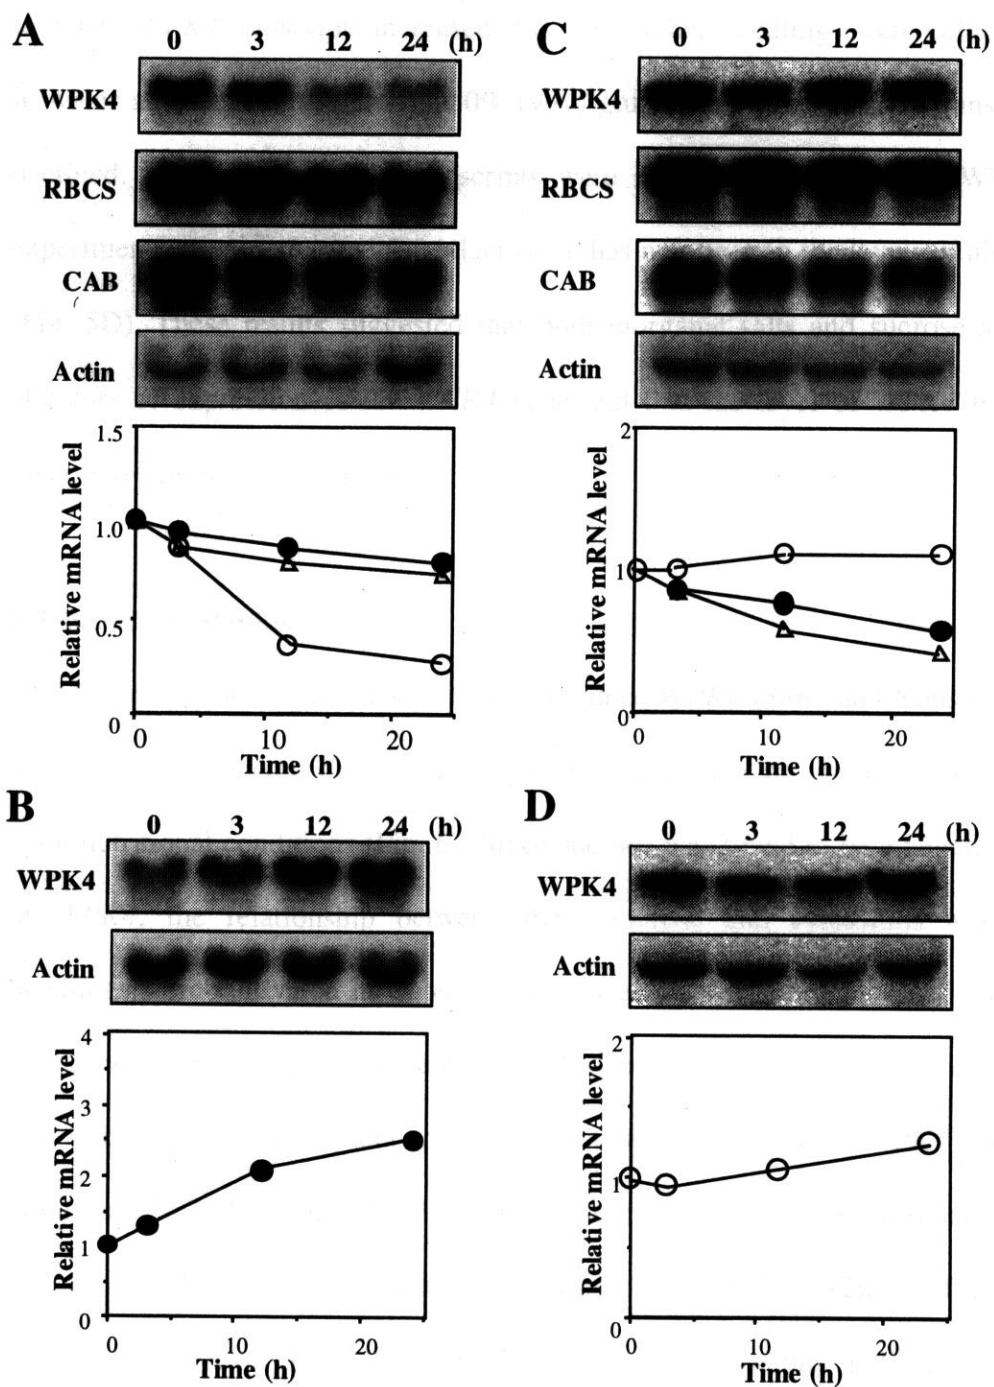 A
0 3 12 24 (h)
WPK4
RBCS
CAB
Actin
1.5
1.0
0.5
0
Relative mRNA level
0 10 20
Time (h)
C
0 3 12 24 (h)
WPK4
RBCS
CAB
Actin
2
1
0
Relative mRNA level
0 10 20
Time (h)
B
0 3 12 24 (h)
WPK4
Actin
4
3
2
1
0
Relative mRNA level
0 10 20
Time (h)
D
0 3 12 24 (h)
WPK4
Actin
2
1
0
Relative mRNA level
0 10 20
Time (h)